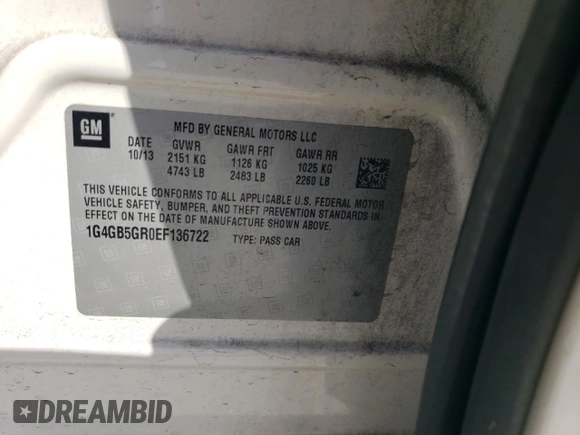 GM
MFD BY GENERAL MOTORS LLC
DATE GVWR GAWR FRT GAWR RR
10/13 2151 KG 1126 KG 1025 KG
4743 LB 2483 LB 2260 LB
THIS VEHICLE CONFORMS TO ALL APPLICABLE U.S. FEDERAL MOTOR
VEHICLE SAFETY, BUMPER, AND THEFT PREVENTION STANDARDS IN
EFFECT ON THE DATE OF MANUFACTURE SHOWN ABOVE.
1G4GB5GR0EF136722 TYPE: PASS CAR
DREAMBID